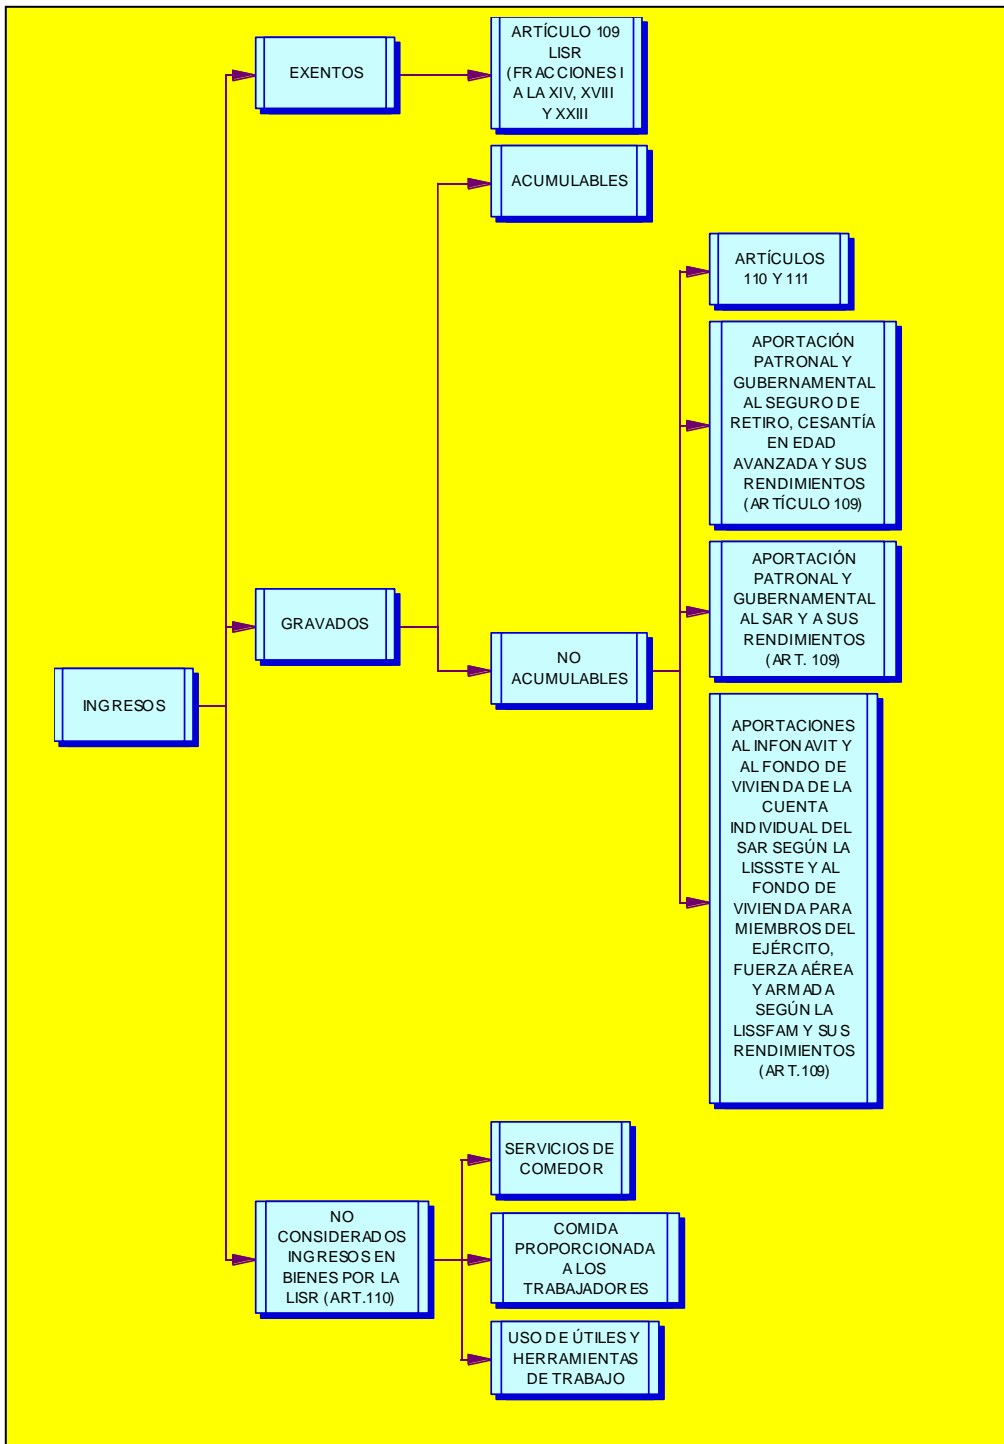 EXENTOS
ARTÍCULO 109
LISR
(FRACCIONES I
A LA XIV, XVIII
Y XXIII
ACUMULABLES
ARTÍCULOS
110 Y 111
APORTACIÓN
PATRONAL Y
GUBERNAMENTAL
AL SEGURO DE
RETIRO, CESANTÍA
EN EDAD
AVANZADA Y SUS
RENDIMIENTOS
(ARTÍCULO 109)
APORTACIÓN
PATRONAL Y
GUBERNAMENTAL
AL SAR Y A SUS
RENDIMIENTOS
(ART. 109)
GRAVADOS
NO
ACUMULABLES
INGRESOS
APORTACIONES
AL INFONAVIT Y
AL FONDO DE
VIVIENDA DE LA
CUENTA
INDIVIDUAL DEL
SAR SEGÚN LA
LISSSTE Y AL
FONDO DE
VIVIENDA PARA
MIEMBROS DEL
EJÉRCITO,
FUERZA AÉREA
Y ARMADA
SEGÚN LA
LISSFAM Y SUS
RENDIMIENTOS
(ART.109)
SERVICIOS DE
COMEDOR
NO
CONSIDERADOS
INGRESOS EN
BIENES POR LA
LISR (ART.110)
COMIDA
PROPORCIONADA
A LOS
TRABAJADORES
USO DE ÚTILES Y
HERRAMIENTAS
DE TRABAJO